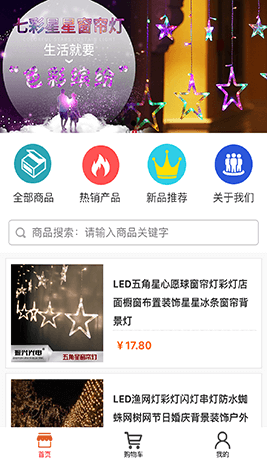 七彩星星窗帘灯
生活就要
“色彩缤纷”
全部商品
热销产品
新品推荐
关于我们
商品搜索：请输入商品关键字
LED五角星心愿球窗帘灯彩灯店
面橱窗布置装饰星星冰条窗帘背
景灯
五角星窗帘灯
￥17.80
LED渔网灯彩灯闪灯串灯防水蜘
蛛网树网节日婚庆背景装饰户外
首页
购物车
我的